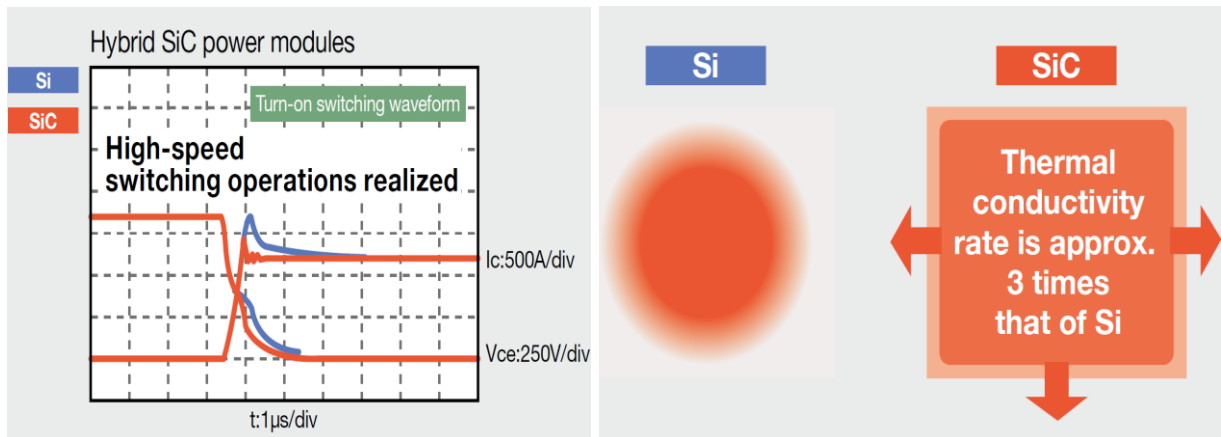 Hybrid SiC power modules
Si
SiC
Turn-on switching waveform
High-speed
switching operations realized
Ic:500A/div
Vce:250V/div
t:1µs/div
Si
SiC
Thermal
conductivity
rate is approx.
3 times
that of Si